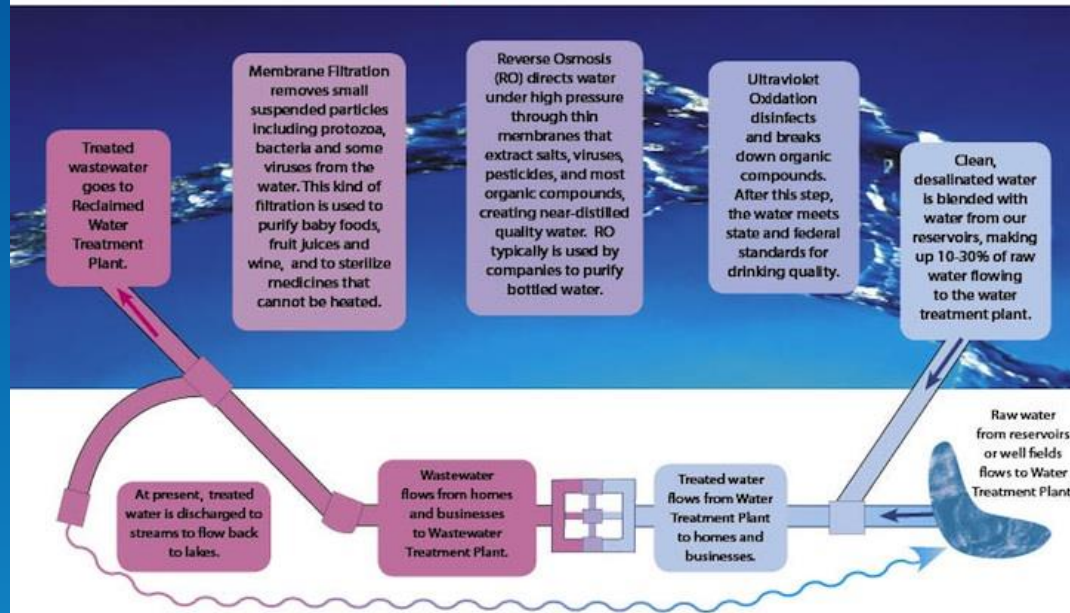 Treated
wastewater
goes to
Reclaimed
Water
Treatment
Plant.
Membrane Filtration
removes small
suspended particles
including protozoa,
bacteria and some
viruses from the
water. This kind of
filtration is used to
purify baby foods,
fruit juices and
wine, and to sterilize
medicines that
cannot be heated.
Reverse Osmosis
(RO) directs water
under high pressure
through thin
membranes that
extract salts, viruses,
pesticides, and most
organic compounds,
creating near-distilled
quality water. RO
typically is used by
companies to purify
bottled water.
Ultraviolet
Oxidation
disinfects
and breaks
down organic
compounds.
After this step,
the water meets
state and federal
standards for
drinking quality.
Clean,
desalinated water
is blended with
water from our
reservoirs, making
up 10-30% of raw
water flowing
to the water
treatment plant.
At present, treated
water is discharged to
streams to flow back
to lakes.
Wastewater
flows from homes
and businesses
to Wastewater
Treatment Plant.
Treated water
flows from Water
Treatment Plant
to homes and
businesses.
Raw water
from reservoirs
or well fields
flows to Water
Treatment Plant